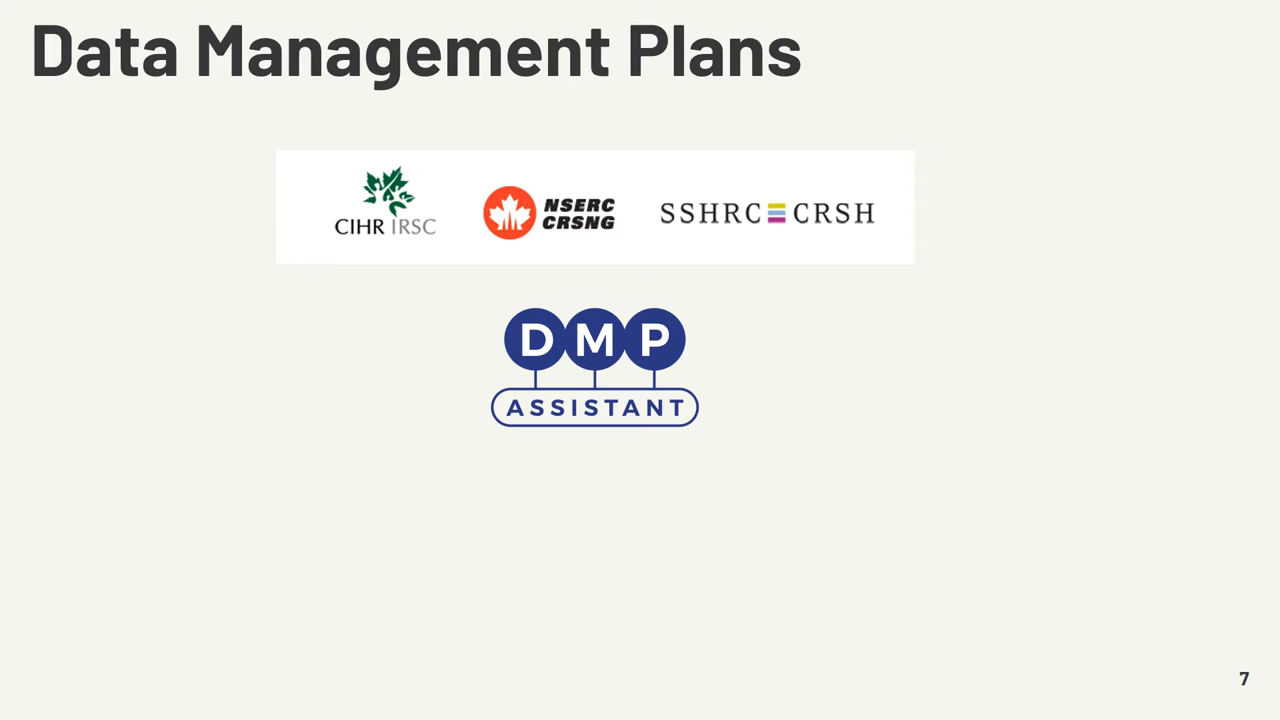 Data Management Plans
CIHR IRSC
NSERC
CRSNG
SSHRC CRSH
DMP
ASSISTANT
7